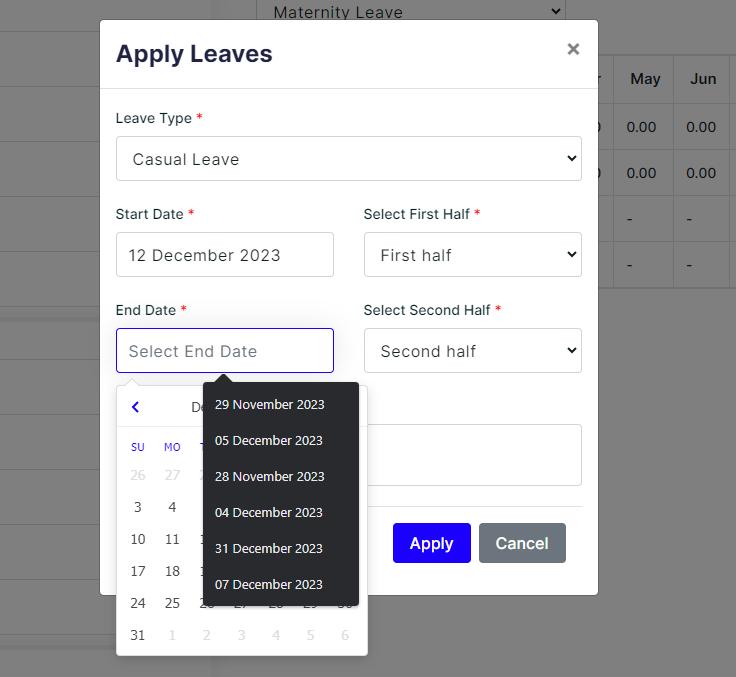 Maternity Leave
Apply Leaves ×
May Jun
Leave Type *
0.00 0.00
Casual Leave
0.00 0.00
Start Date * Select First Half *
- -
12 December 2023 First half
- -
End Date * Select Second Half *
Select End Date Second half
29 November 2023
SU MO
05 December 2023
26 27
28 November 2023
3 4
04 December 2023
10 11
31 December 2023
17 18
07 December 2023
24 25 26 27 28 29 30
31 1 2 3 4 5 6
Apply Cancel